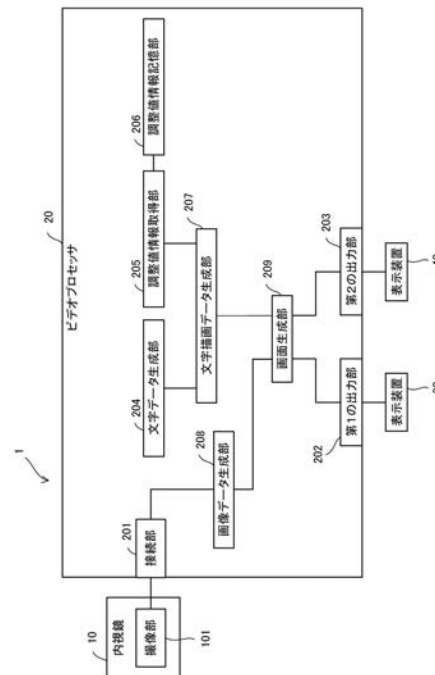 1
20
ビデオプロセッサ
10
内視鏡
撮像部
101
201
接続部
204
文字データ生成部
205
調整値情報取得部
206
調整値情報記憶部
207
文字描画データ生成部
208
画像データ生成部
209
画面生成部
202
第1の出力部
203
第2の出力部
表示装置
表示装置